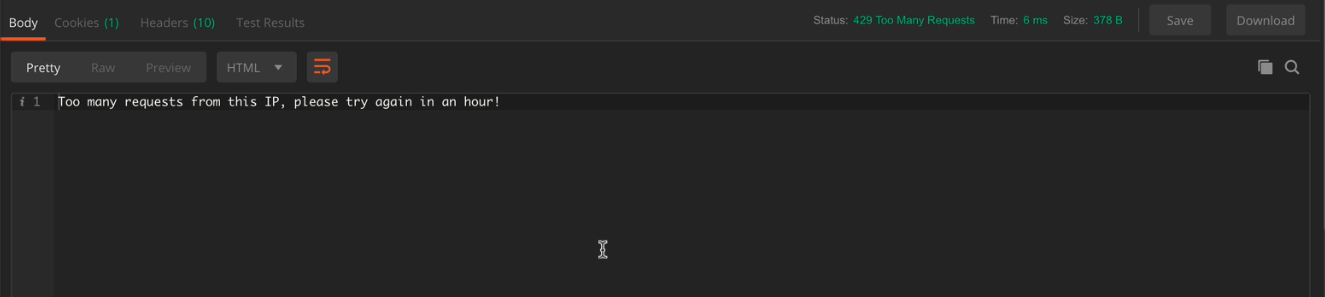 Body Cookies (1) Headers (10) Test Results Status: 429 Too Many Requests Time: 6 ms Size: 378 B Save Download
Pretty Raw Preview HTML
i 1 Too many requests from this IP, please try again in an hour!